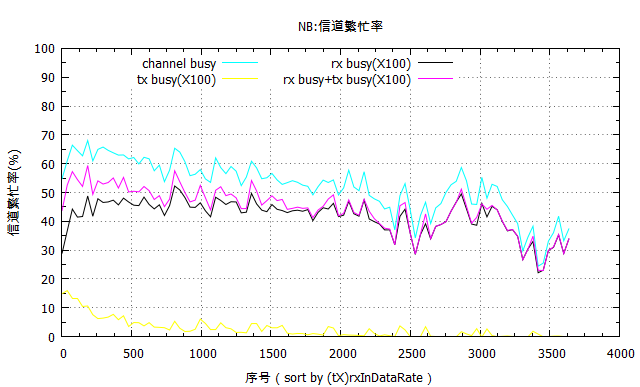 NB:信道繁忙率
channel busy
rx busy(X100)
tx busy(X100)
rx busy+tx busy(X100)
信道繁忙率(%)
100
90
80
70
60
50
40
30
20
10
0
0 500 1000 1500 2000 2500 3000 3500 4000
序号 ( sort by (tX)rxInDataRate )